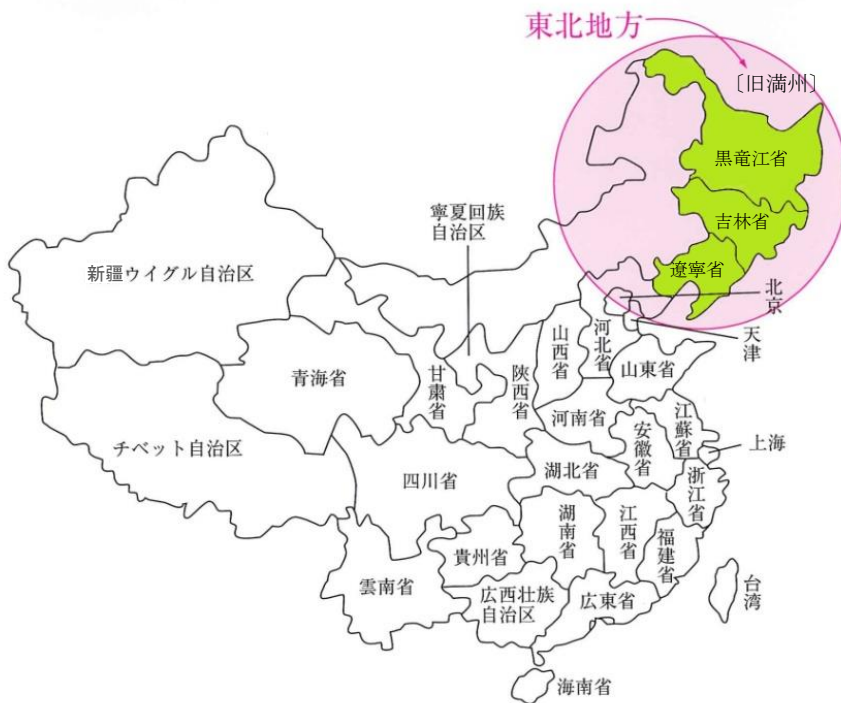 東北地方
〔旧満州〕
黒竜江省
吉林省
遼寧省
北京
天津
寧夏回族
自治区
新疆ウイグル自治区
青海省
甘粛省
陝西省
山西省
河北省
山東省
チベット自治区
四川省
河南省
江蘇省
安徽省
上海
湖北省
浙江省
湖南省
江西省
福建省
貴州省
雲南省
広西壮族
自治区
広東省
台湾
海南省